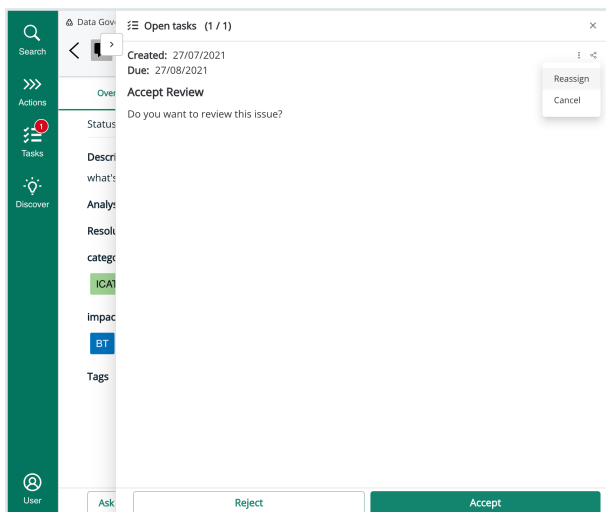 Search
Actions
1
Tasks
Discover
User
Data Gov
Over
Status
Descri
what's
Analys
Resolu
catego
ICAT
impac
BT
Tags
Ask
Open tasks (1 / 1)
Created: 27/07/2021
Due: 27/08/2021
Accept Review
Do you want to review this issue?
Reassign
Cancel
Reject
Accept